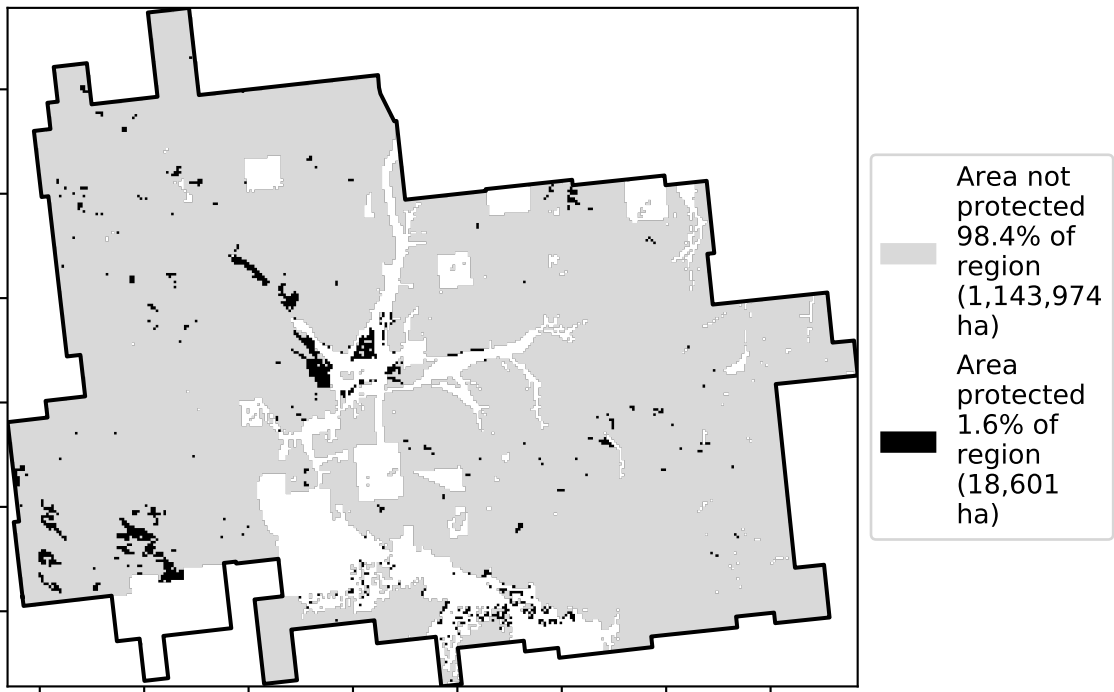 Area not
protected
98.4% of
region
(1,143,974
ha)
Area
protected
1.6% of
region
(18,601
ha)